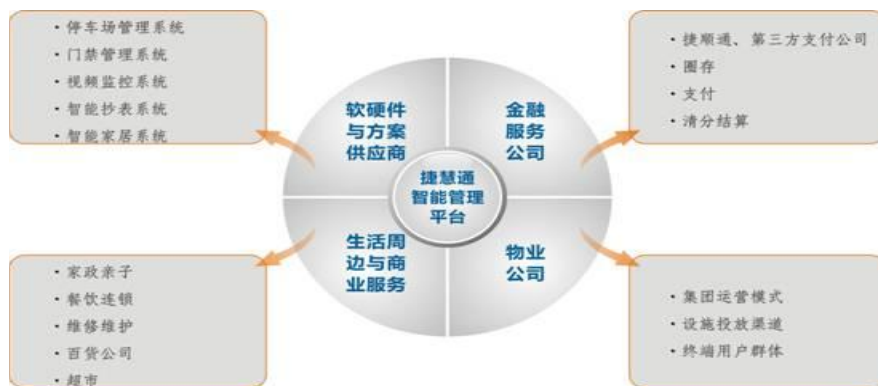 停车场管理系统
门禁管理系统
视频监控系统
智能抄表系统
智能家居系统
捷顺通、第三方支付公司
圈存
支付
清分结算
软硬件
与方案
供应商
金融
服务
公司
捷慧通
智能管理
平台
生活周
边与商
业服务
物业
公司
家政亲子
餐饮连锁
维修维护
百货公司
超市
集团运营模式
设施投放渠道
终端用户群体